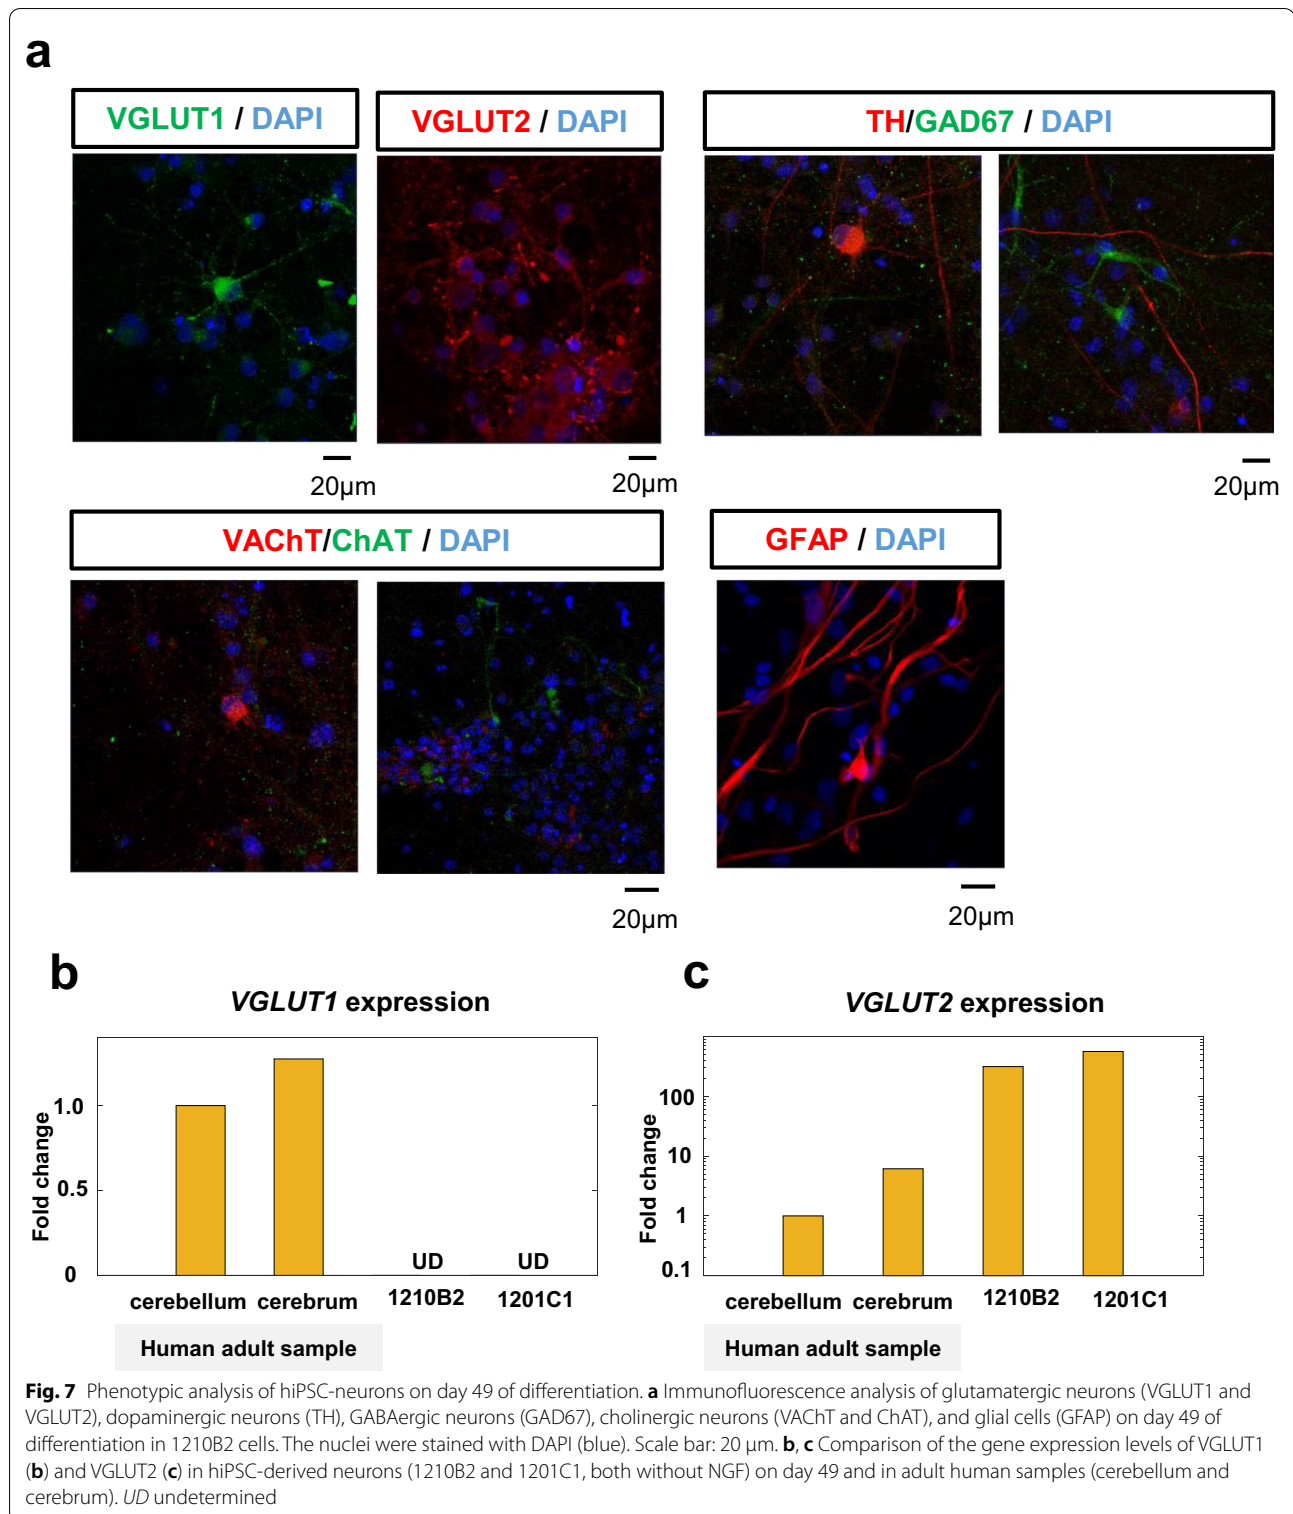 a
VGLUT1 / DAPI
VGLUT2 / DAPI
TH/GAD67 / DAPI
20μm
20μm
20μm
VAChT/ChAT / DAPI
GFAP / DAPI
20μm
20μm
b
VGLUT1 expression
Fold change
1.0
0.5
0
UD
UD
cerebellum
cerebrum
1210B2
1201C1
Human adult sample
c
VGLUT2 expression
Fold change
100
10
1
0.1
cerebellum
cerebrum
1210B2
1201C1
Human adult sample
Fig. 7 Phenotypic analysis of hiPSC-neurons on day 49 of differentiation. a Immunofluorescence analysis of glutamatergic neurons (VGLUT1 and
VGLUT2), dopaminergic neurons (TH), GABAergic neurons (GAD67), cholinergic neurons (VAChT and ChAT), and glial cells (GFAP) on day 49 of
differentiation in 1210B2 cells. The nuclei were stained with DAPI (blue). Scale bar: 20 μm. b, c Comparison of the gene expression levels of VGLUT1
(b) and VGLUT2 (c) in hiPSC-derived neurons (1210B2 and 1201C1, both without NGF) on day 49 and in adult human samples (cerebellum and
cerebrum). UD undetermined